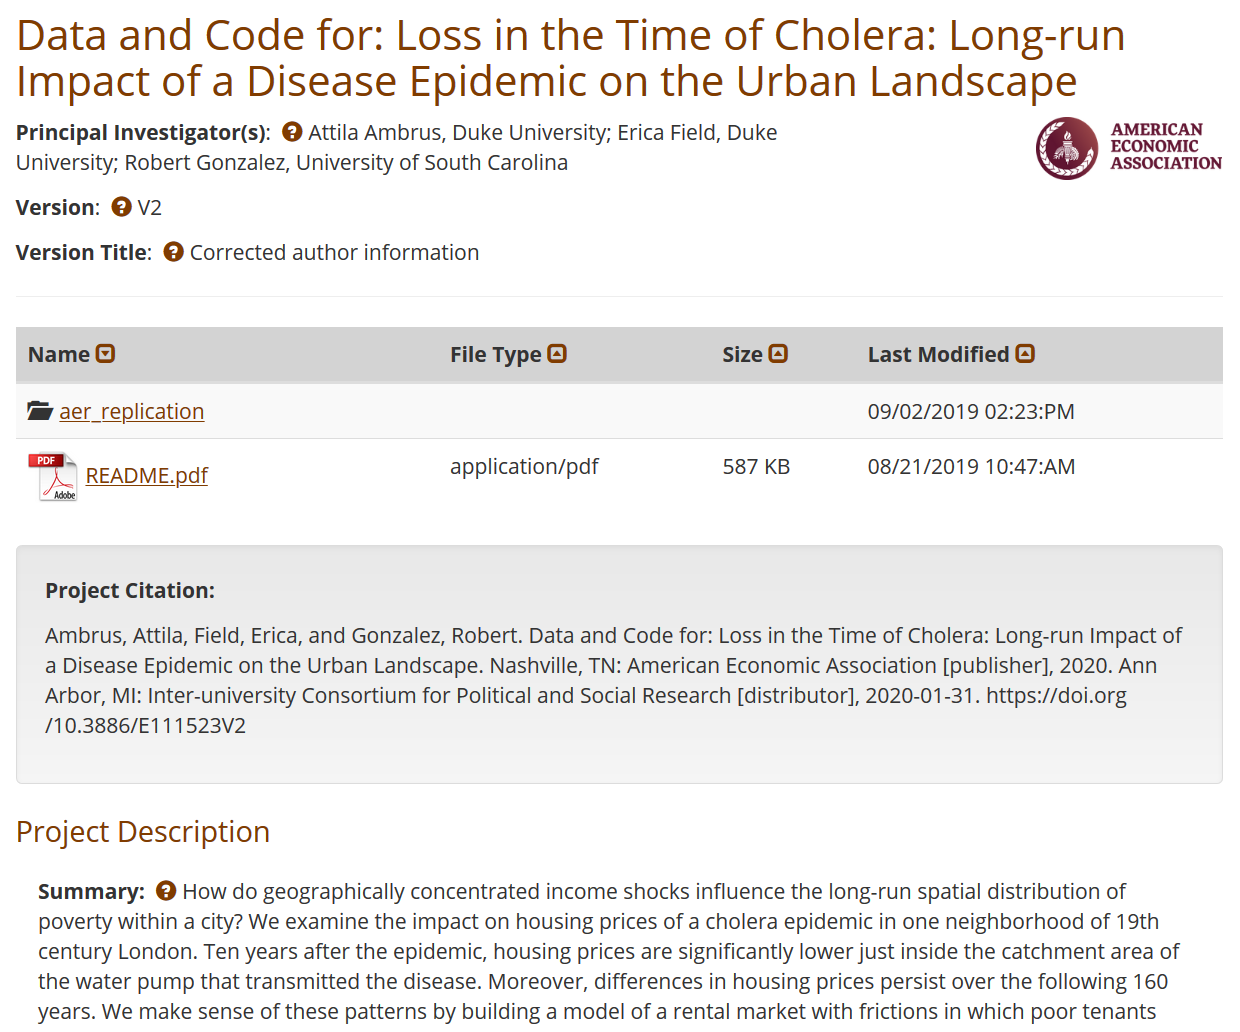 Data and Code for: Loss in the Time of Cholera: Long-run
Impact of a Disease Epidemic on the Urban Landscape
Principal Investigator(s): Attila Ambrus, Duke University; Erica Field, Duke
University; Robert Gonzalez, University of South Carolina
AMERICAN
ECONOMIC
ASSOCIATION
Version: V2
Version Title: Corrected author information
Name File Type Size Last Modified
aer_replication 09/02/2019 02:23:PM
PDF Adobe README.pdf application/pdf 587 KB 08/21/2019 10:47:AM
Project Citation:
Ambrus, Attila, Field, Erica, and Gonzalez, Robert. Data and Code for: Loss in the Time of Cholera: Long-run Impact of
a Disease Epidemic on the Urban Landscape. Nashville, TN: American Economic Association [publisher], 2020. Ann
Arbor, MI: Inter-university Consortium for Political and Social Research [distributor], 2020-01-31. https://doi.org
/10.3886/E111523V2
Project Description
Summary: How do geographically concentrated income shocks influence the long-run spatial distribution of
poverty within a city? We examine the impact on housing prices of a cholera epidemic in one neighborhood of 19th
century London. Ten years after the epidemic, housing prices are significantly lower just inside the catchment area of
the water pump that transmitted the disease. Moreover, differences in housing prices persist over the following 160
years. We make sense of these patterns by building a model of a rental market with frictions in which poor tenants